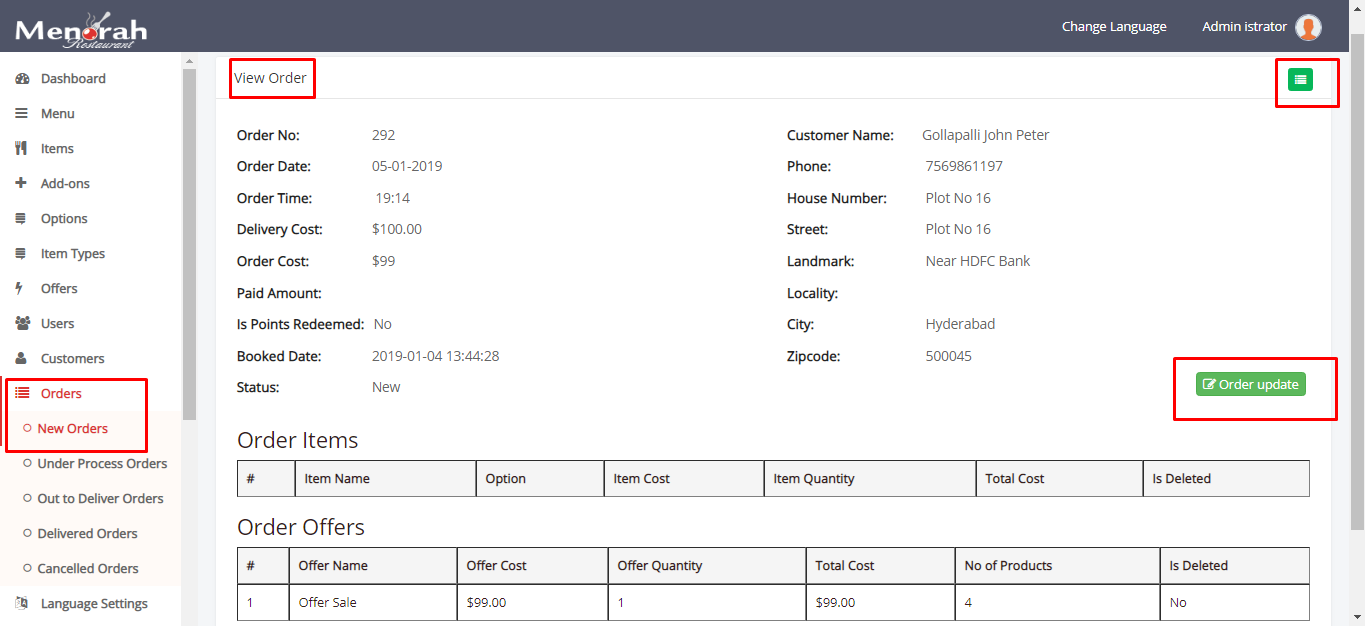 Menorah
Restaurant
Change Language
Admin istrator
Dashboard
Menu
Items
Add-ons
Options
Item Types
Offers
Users
Customers
Orders
New Orders
Under Process Orders
Out to Deliver Orders
Delivered Orders
Cancelled Orders
Language Settings
View Order
Order No: 292
Order Date: 05-01-2019
Order Time: 19:14
Delivery Cost: $100.00
Order Cost: $99
Paid Amount:
Is Points Redeemed: No
Booked Date: 2019-01-04 13:44:28
Status: New
Customer Name: Gollapalli John Peter
Phone: 7569861197
House Number: Plot No 16
Street: Plot No 16
Landmark: Near HDFC Bank
Locality:
City: Hyderabad
Zipcode: 500045
Order update
Order Items
# Item Name Option Item Cost Item Quantity Total Cost Is Deleted
Order Offers
# Offer Name Offer Cost Offer Quantity Total Cost No of Products Is Deleted
1 Offer Sale $99.00 1 $99.00 4 No